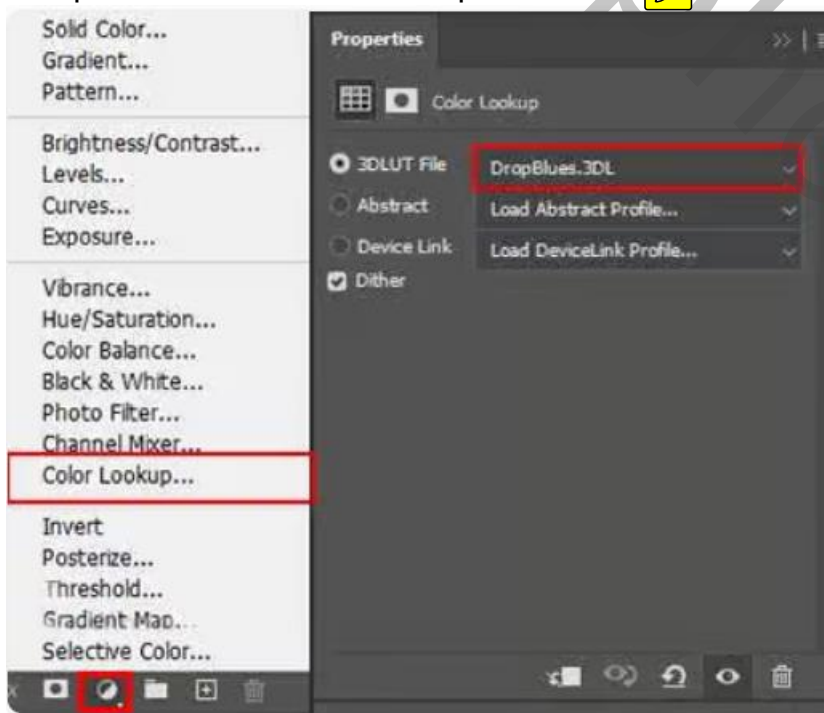 Solid Color...
Gradient...
Pattern...
Brightness/Contrast...
Levels...
Curves...
Exposure...
Vibrance...
Hue/Saturation...
Color Balance...
Black & White...
Photo Filter...
Channel Mixer...
Color Lookup...
Invert
Posterize...
Threshold...
Gradient Map...
Selective Color...
Properties
Color Lookup
3DLUT File
DropBlues.3DL
Abstract
Load Abstract Profile...
Device Link
Load DeviceLink Profile...
Dither